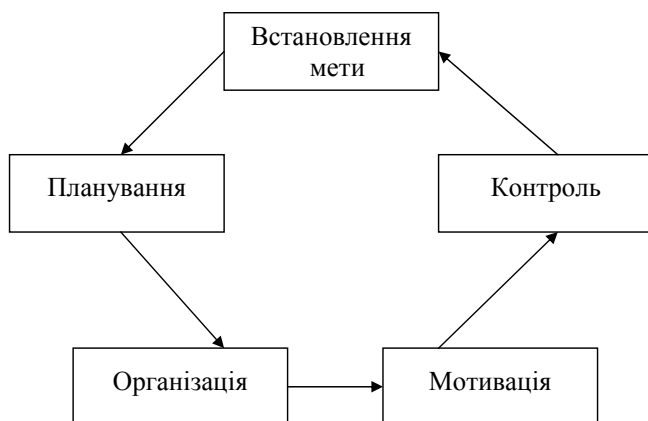 Встановлення
мети
Планування
Контроль
Організація
Мотивація